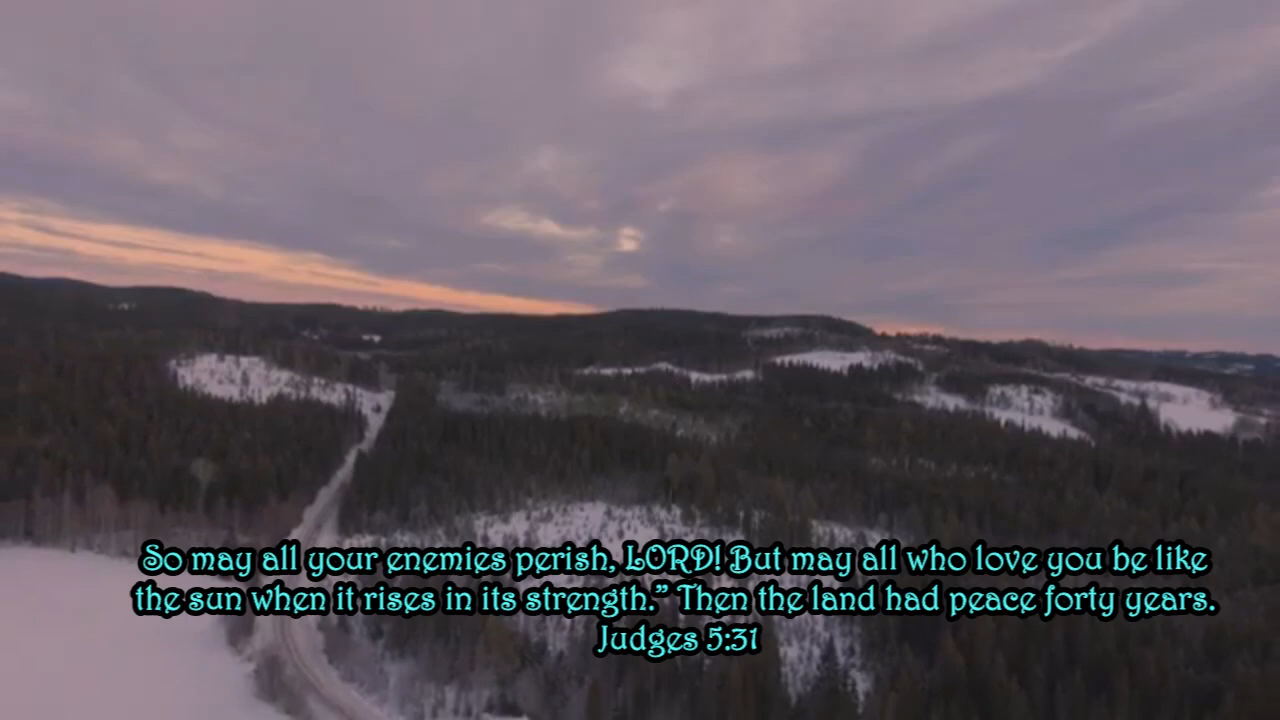 So may all your enemies perish, LORD! But may all who love you be like
the sun when it rises in its strength.” Then the land had peace forty years.
Judges 5:31